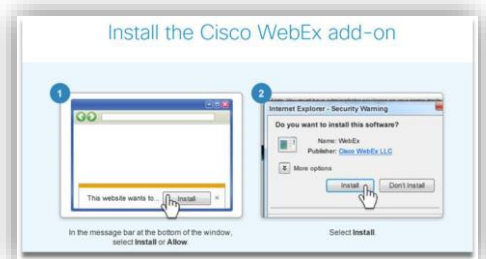 Install the Cisco WebEx add-on
1
This website wants to...
Install
×
In the message bar at the bottom of the window,
select Install or Allow.
2
Internet Explorer - Security Warning
Do you want to install this software?
Name: WebEx
Publisher: Cisco WebEx LLC
More options
Install
Don't Install
Select Install.